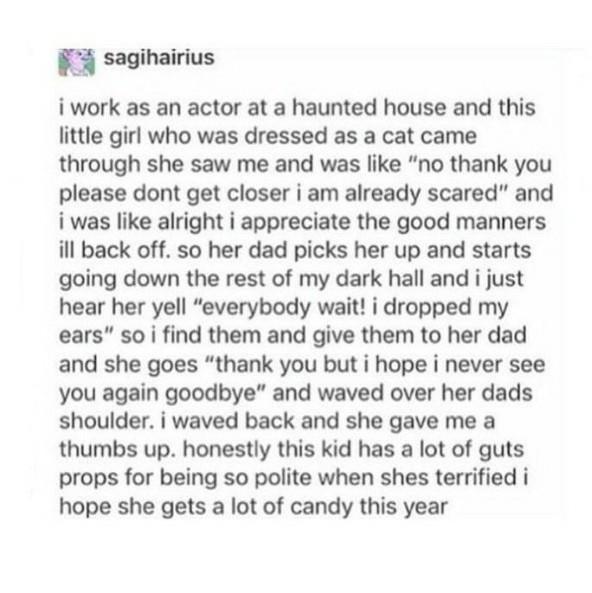 sagihairius
i work as an actor at a haunted house and this
little girl who was dressed as a cat came
through she saw me and was like "no thank you
please dont get closer i am already scared" and
i was like alright i appreciate the good manners
ill back off. so her dad picks her up and starts
going down the rest of my dark hall and i just
hear her yell "everybody wait! i dropped my
ears" so i find them and give them to her dad
and she goes "thank you but i hope i never see
you again goodbye" and waved over her dads
shoulder. i waved back and she gave me a
thumbs up. honestly this kid has a lot of guts
props for being so polite when shes terrified i
hope she gets a lot of candy this year